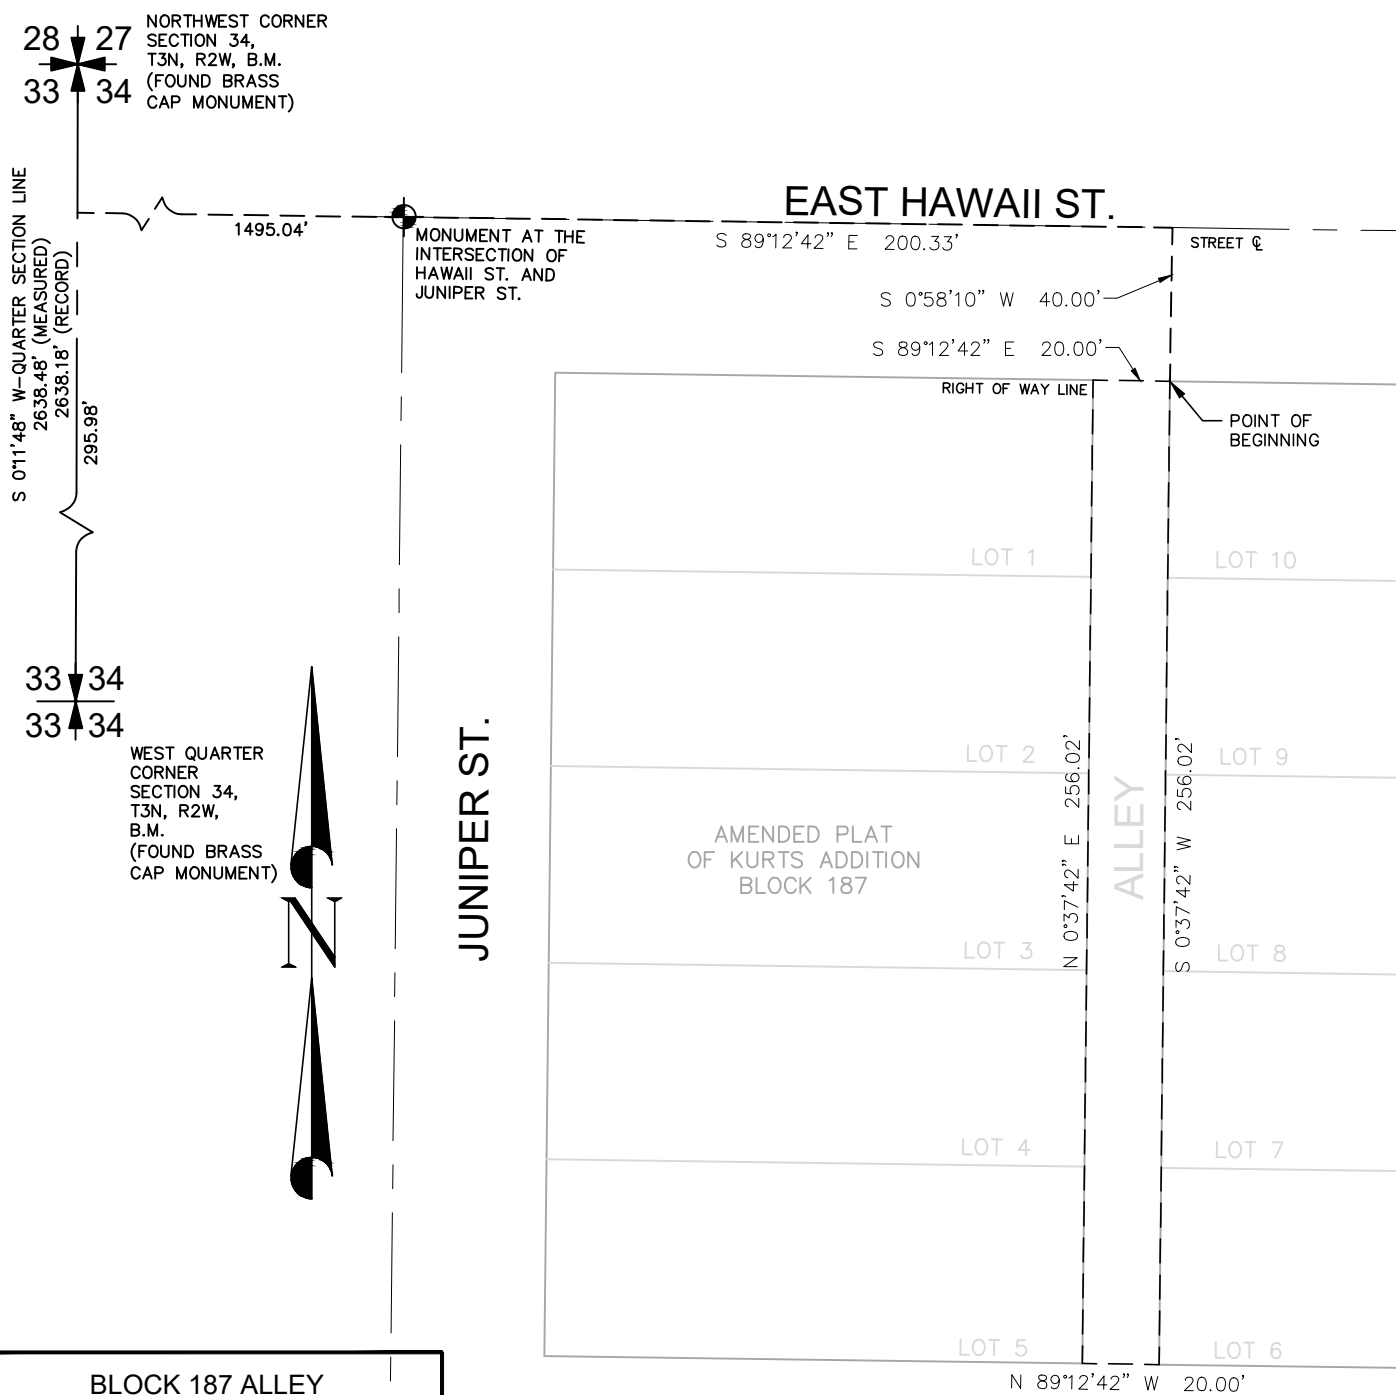 28 27
33 34
NORTHWEST CORNER
SECTION 34,
T3N, R2W, B.M.
(FOUND BRASS
CAP MONUMENT)
S 0°11'48" W-QUARTER SECTION LINE
2638.48' (MEASURED)
2638.18' (RECORD)
295.98'
1495.04'
MONUMENT AT THE
INTERSECTION OF
HAWAII ST. AND
JUNIPER ST.
EAST HAWAII ST.
S 89°12'42" E 200.33'
STREET ℄
S 0°58'10" W 40.00'
S 89°12'42" E 20.00'
RIGHT OF WAY LINE
POINT OF
BEGINNING
LOT 1
LOT 10
33 34
33 34
WEST QUARTER
CORNER
SECTION 34,
T3N, R2W,
B.M.
(FOUND BRASS
CAP MONUMENT)
N
JUNIPER ST.
LOT 2
LOT 9
AMENDED PLAT
OF KURTS ADDITION
BLOCK 187
N 0°37'42" E 256.02'
ALLEY
S 0°37'42" W 256.02'
LOT 3
LOT 8
LOT 4
LOT 7
LOT 5
LOT 6
N 89°12'42" W 20.00'
BLOCK 187 ALLEY